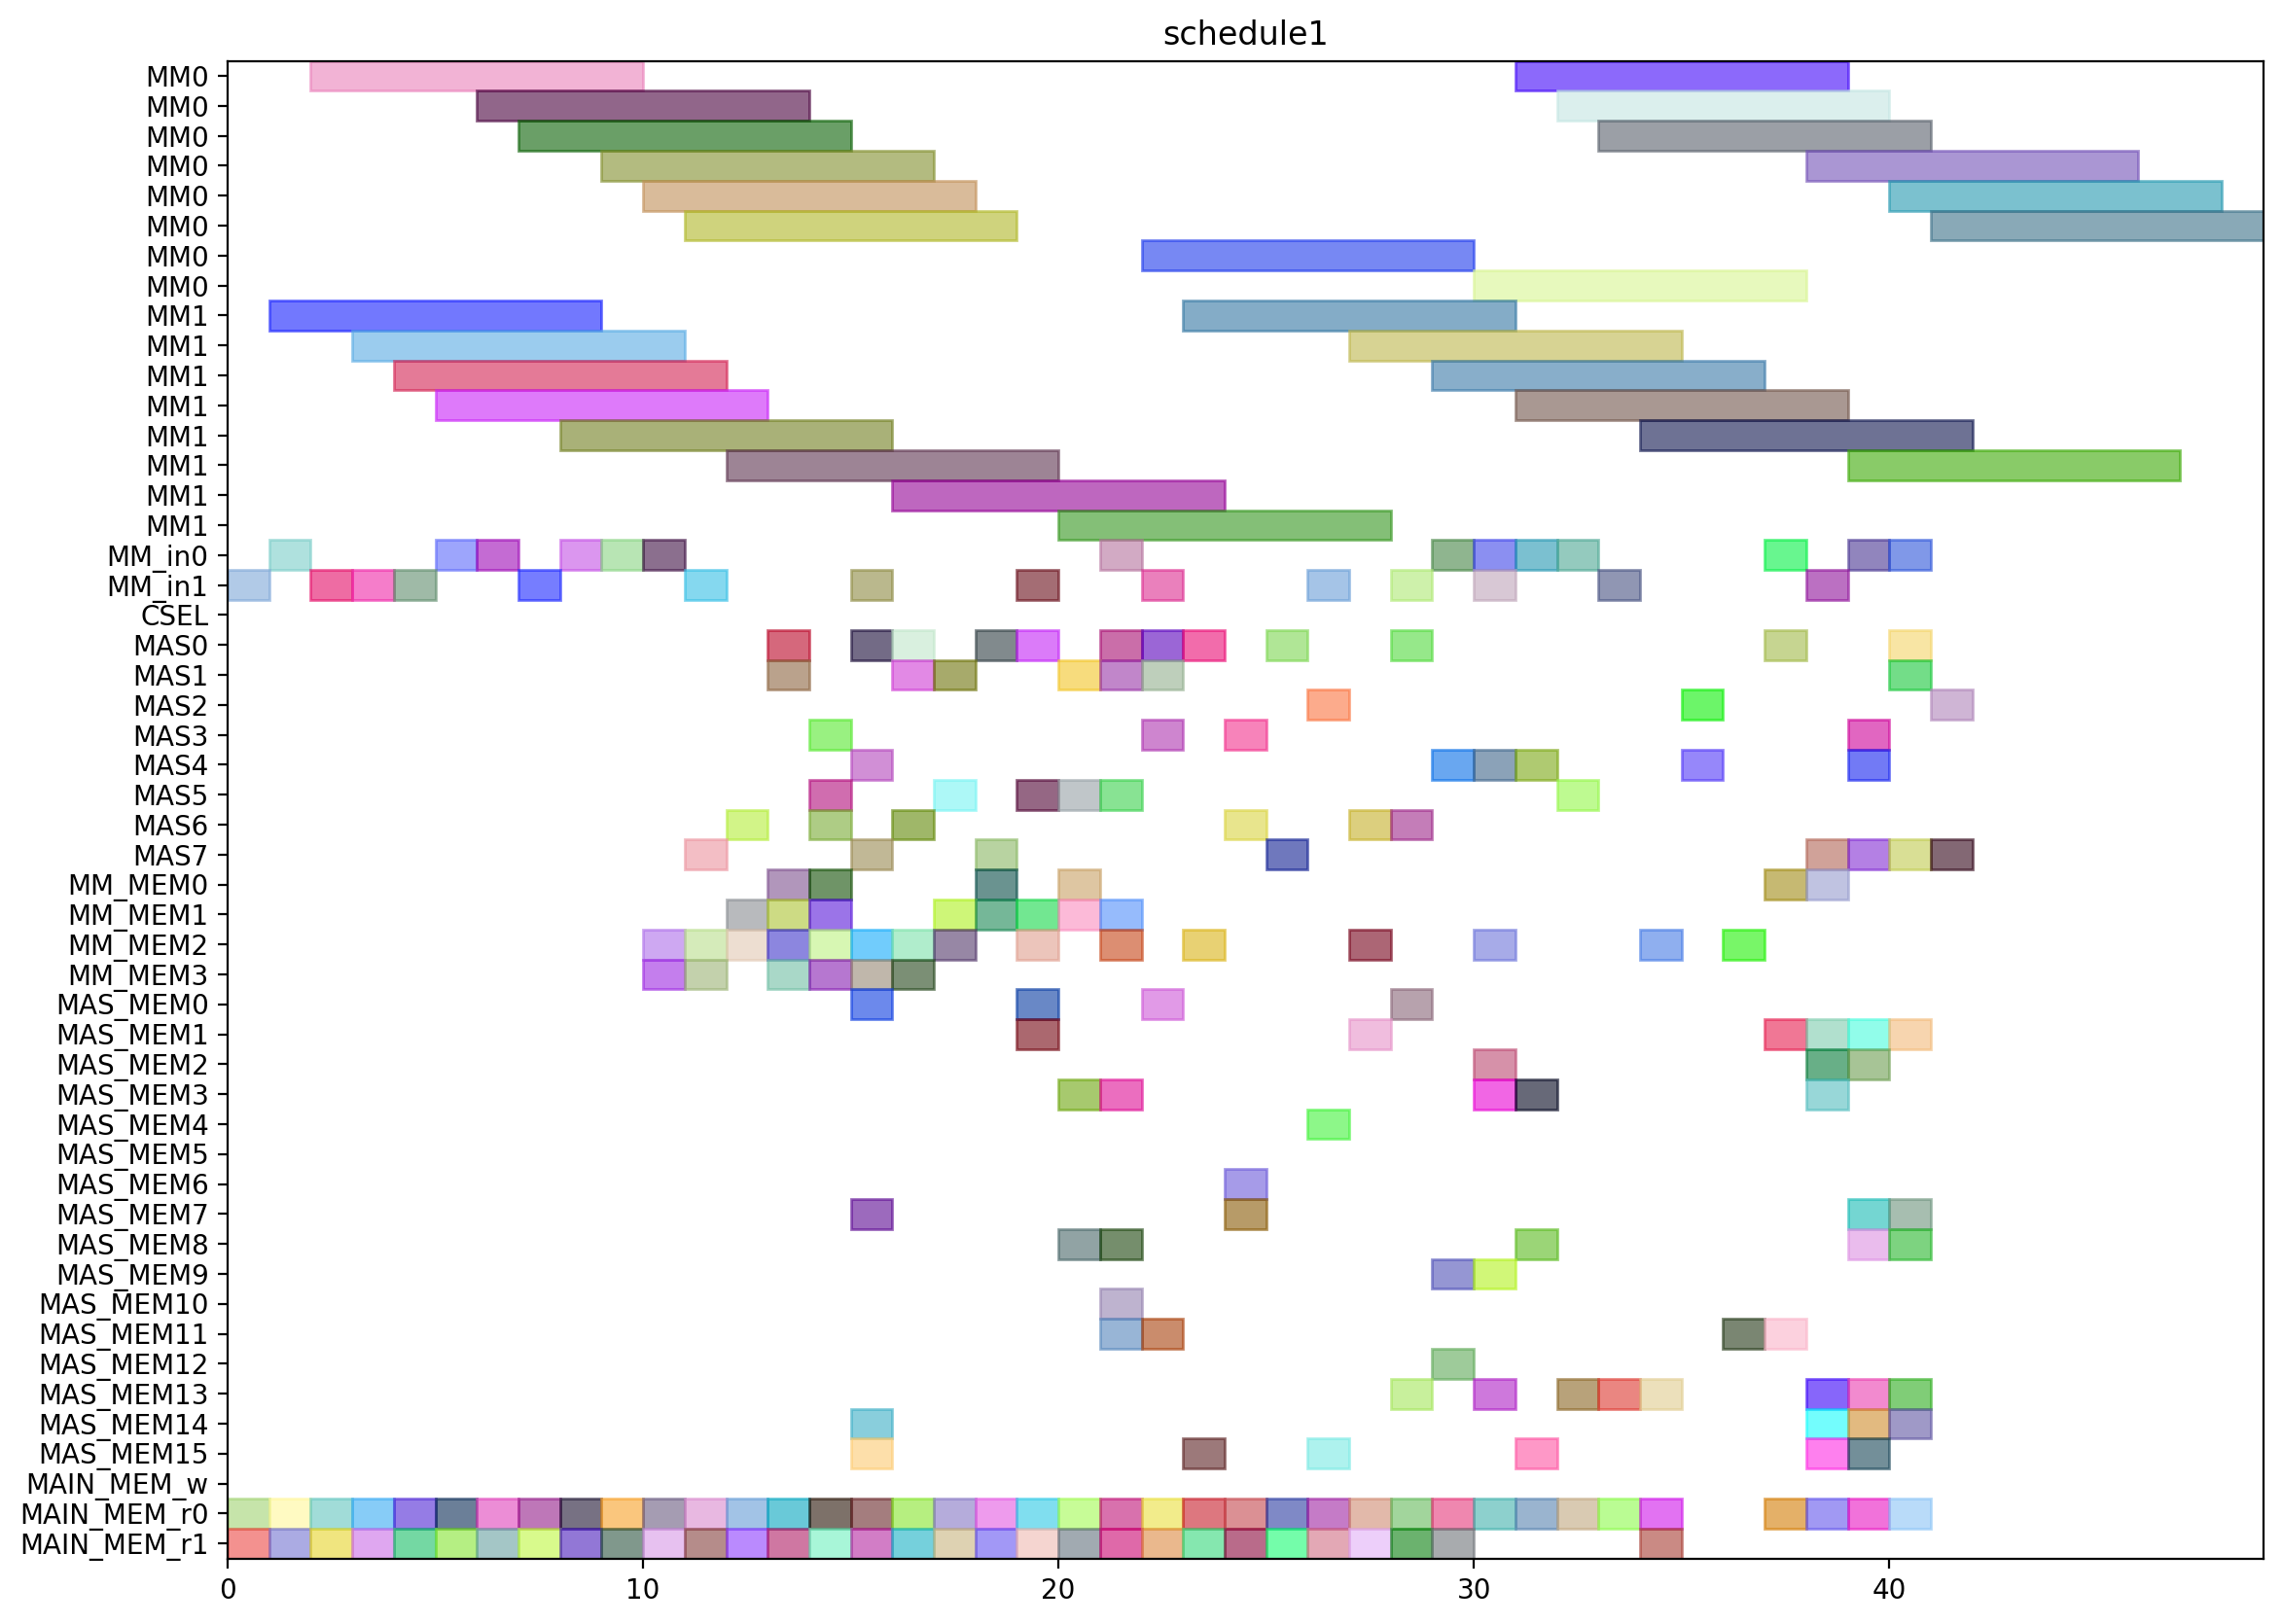 schedule1
MM0
MM0
MM0
MM0
MM0
MM0
MM0
MM0
MM1
MM1
MM1
MM1
MM1
MM1
MM1
MM1
MM_in0
MM_in1
CSEL
MAS0
MAS1
MAS2
MAS3
MAS4
MAS5
MAS6
MAS7
MM_MEM0
MM_MEM1
MM_MEM2
MM_MEM3
MAS_MEM0
MAS_MEM1
MAS_MEM2
MAS_MEM3
MAS_MEM4
MAS_MEM5
MAS_MEM6
MAS_MEM7
MAS_MEM8
MAS_MEM9
MAS_MEM10
MAS_MEM11
MAS_MEM12
MAS_MEM13
MAS_MEM14
MAS_MEM15
MAIN_MEM_w
MAIN_MEM_r0
MAIN_MEM_r1
0 10 20 30 40